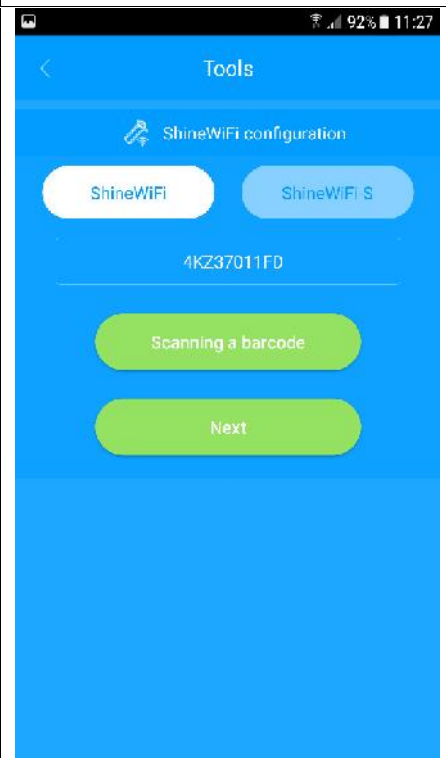 92% 11:27
Tools
ShineWiFi configuration
ShineWiFi ShineWiFi-S
4KZ37011FD
Scanning a barcode
Next